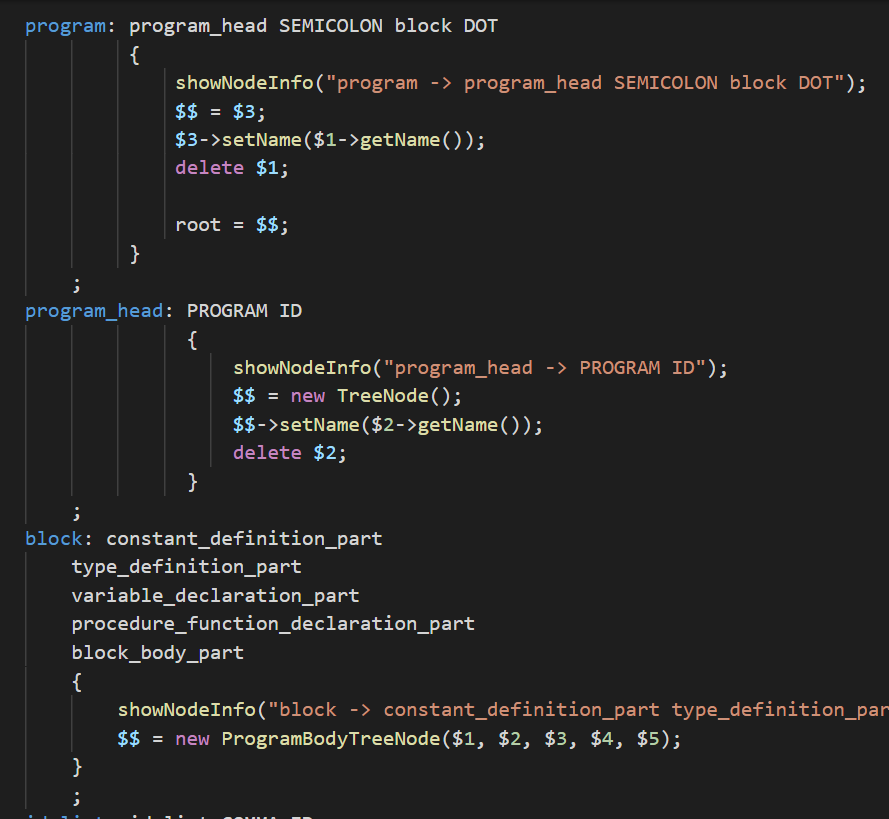 program: program_head SEMICOLON block DOT
{
showNodeInfo("program -> program_head SEMICOLON block DOT");
$$ = $3;
$3->setName($1->getName());
delete $1;
root = $$;
}
;
program_head: PROGRAM ID
{
showNodeInfo("program_head -> PROGRAM ID");
$$ = new TreeNode();
$$->setName($2->getName());
delete $2;
}
;
block: constant_definition_part
type_definition_part
variable_declaration_part
procedure_function_declaration_part
block_body_part
{
showNodeInfo("block -> constant_definition_part type_definition_par
$$ = new ProgramBodyTreeNode($1, $2, $3, $4, $5);
}
;